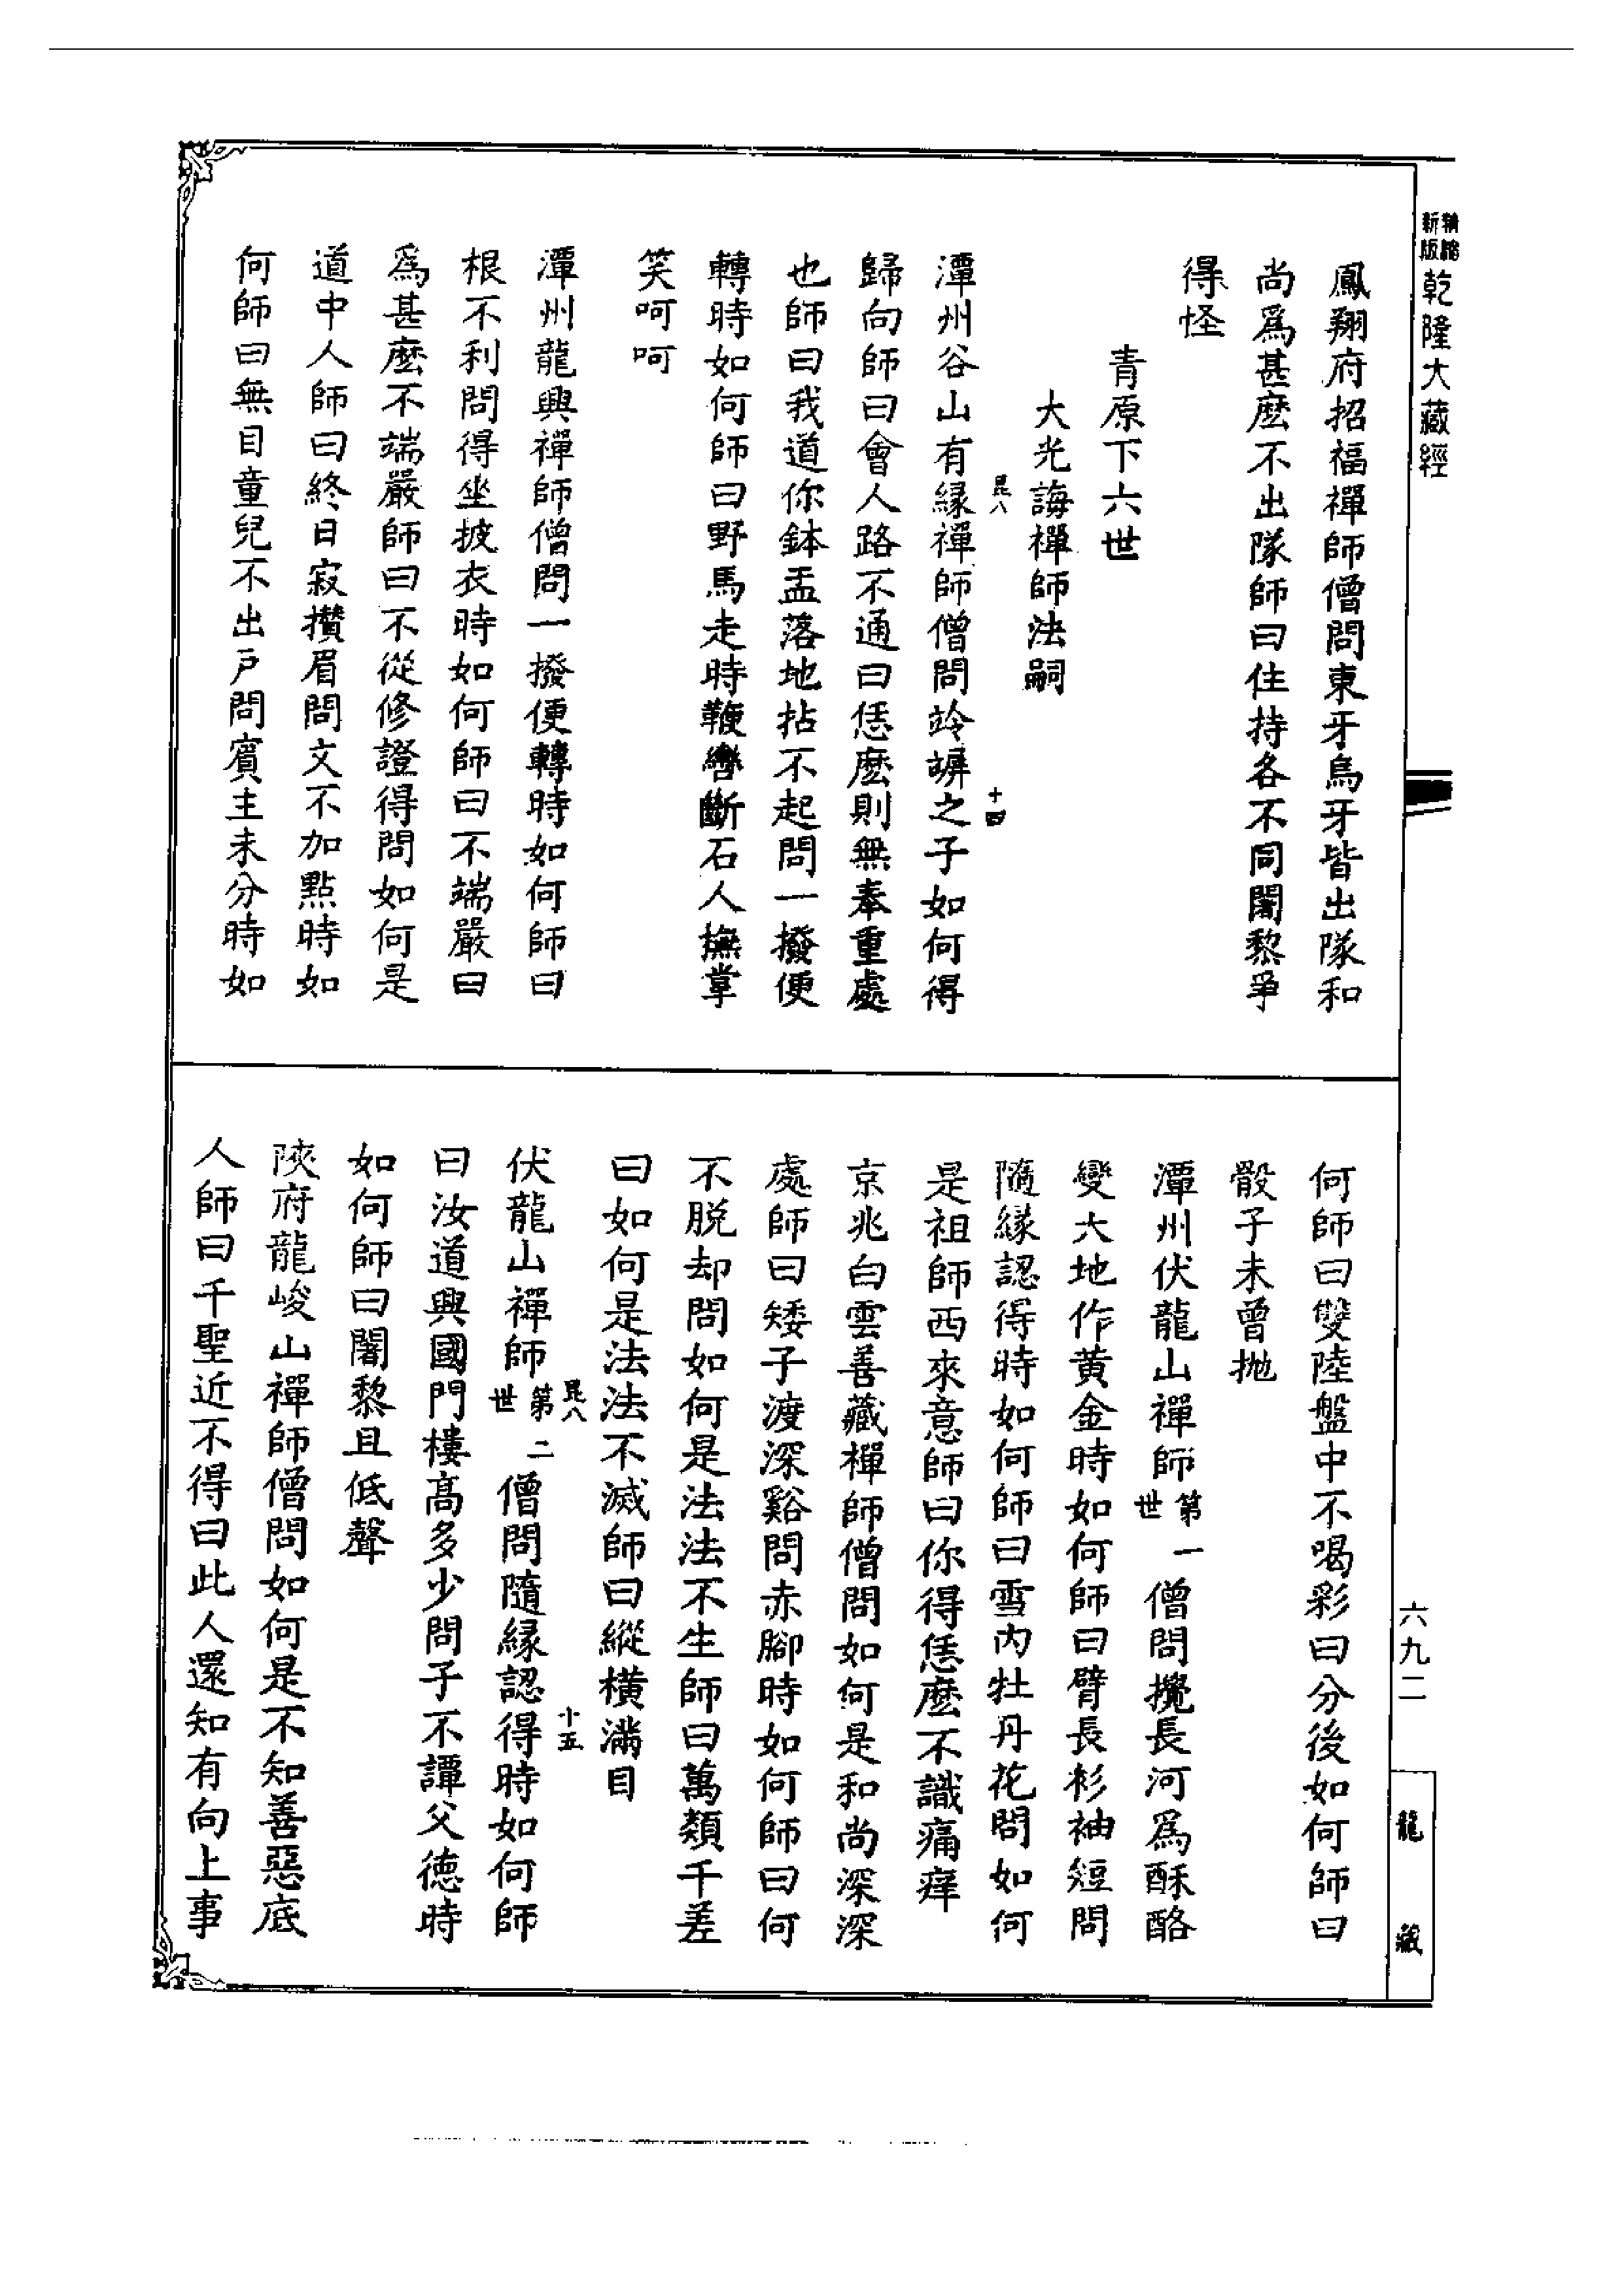 新版
精縮
乾隆大藏經
鳳翔府招福禪師僧問東牙烏牙皆出隊和
尚爲甚麽不出隊師曰住持各不同闍黎爭
得怪
青原下六世
大光誨禪師法嗣
昆八
十四
潭州谷山有緣禪師僧問竛竮之子如何得
歸向師曰會人路不通曰恁麽則無奉重處
也師曰我道你鉢盂落地拈不起問一撥便
轉時如何師曰野馬走時鞭轡斷石人撫掌
笑呵呵
潭州龍興禪師僧問一撥便轉時如何師曰
根不利問得坐披衣時如何師曰不端嚴曰
爲甚麽不端嚴師曰不從修證得問如何是
道中人師曰終日寂攢眉問文不加點時如
何師曰無目童兒不出戸問賓主未分時如
何師曰雙陸盤中不喝彩曰分後如何師曰
骰子未曾抛
潭州伏龍山禪師第一世僧問攪長河爲酥酪
變大地作黄金時如何師曰臂長衫袖短問
隨緣認得時如何師曰雪内牡丹花問如何
是祖師西來意師曰你得恁麽不識痛痒
京兆白雲善藏禪師僧問如何是和尚深深
處師曰矮子渡深谿問赤脚時如何師曰何
不脱却問如何是法法不生師曰萬類千差
曰如何是法法不滅師曰縱横滿目
昆八
十五
伏龍山禪師第二世僧問隨緣認得時如何師
曰汝道興國門樓高多少問子不譚父德時
如何師曰闍黎且低聲
陝府龍峻山禪師僧問如何是不知善惡底
人師曰千聖近不得曰此人還知有向上事
六九二
龍藏